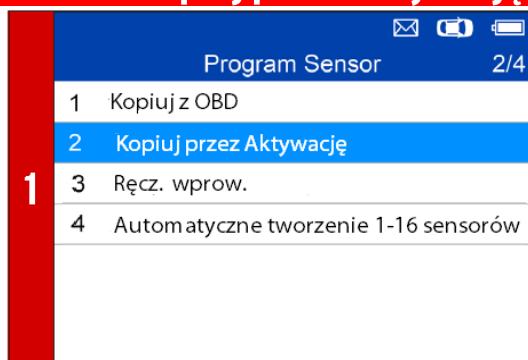 Program Sensor 2/4
1 Kopiuj z OBD
2 Kopiuj przez Aktywację
3 Ręcz. wprow.
4 Automatyczne tworzenie 1-16 sensorów
1